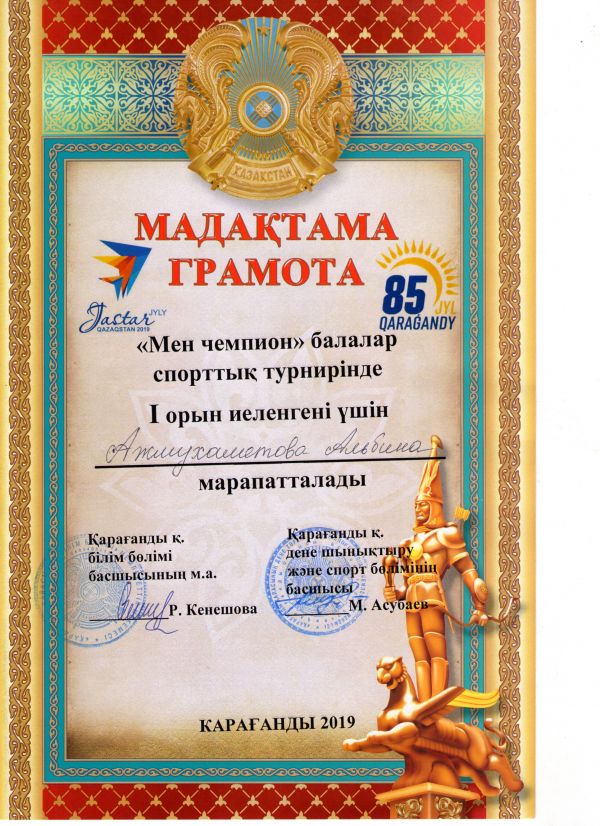 ҚАЗАҚСТАН
МАДАҚТАМА
ГРАМОТА
Jastar JYLY
QAZAQSTAN 2019
85 JYL
QARAGANDY
«Мен чемпион» балалар
спорттық турнирінде
I орын иеленгені үшін
Ажмухаметова Альбина
марапатталады
Қарағанды қ.
білім бөлімі
басшысының м.а.
Р. Кенешова
Қарағанды қ.
дене шынықтыру
және спорт бөлімінің
басшысы
М. Асубаев
КАРАҒАНДЫ 2019